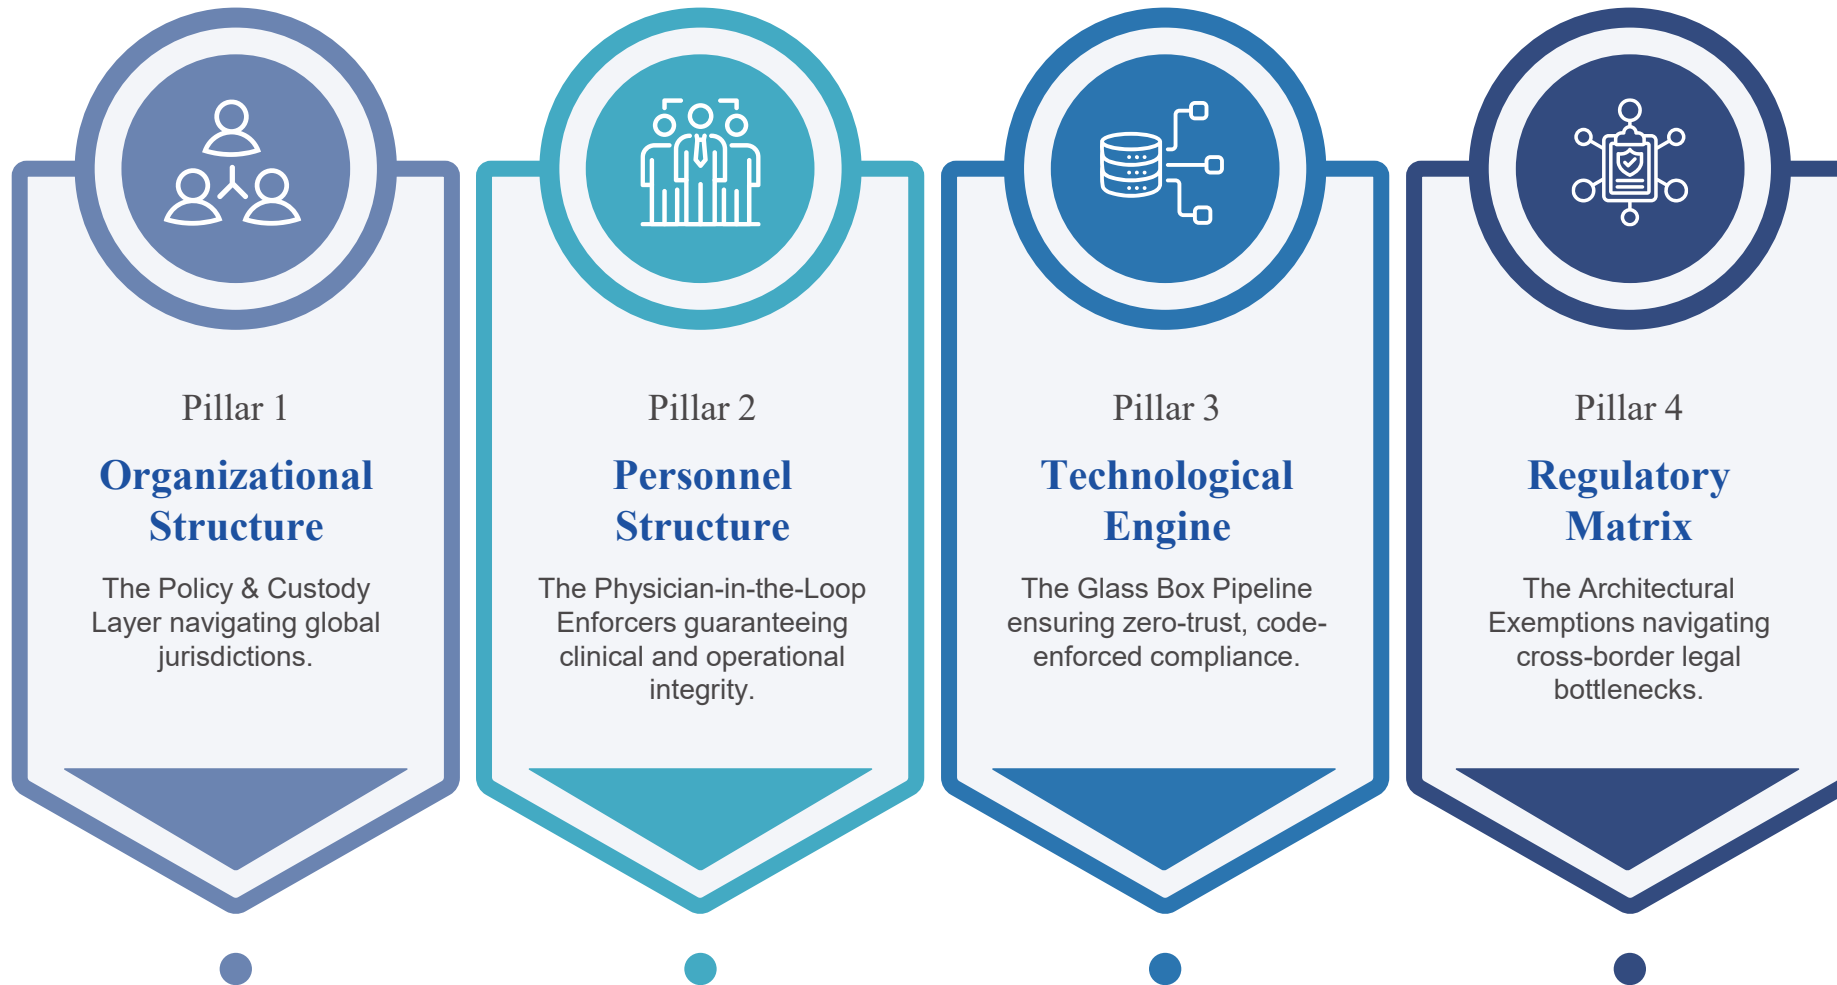 Pillar 1
Organizational
Structure
The Policy & Custody
Layer navigating global
jurisdictions.
Pillar 2
Personnel
Structure
The Physician-in-the-Loop
Enforcers guaranteeing
clinical and operational
integrity.
Pillar 3
Technological
Engine
The Glass Box Pipeline
ensuring zero-trust, code-
enforced compliance.
Pillar 4
Regulatory
Matrix
The Architectural
Exemptions navigating
cross-border legal
bottlenecks.